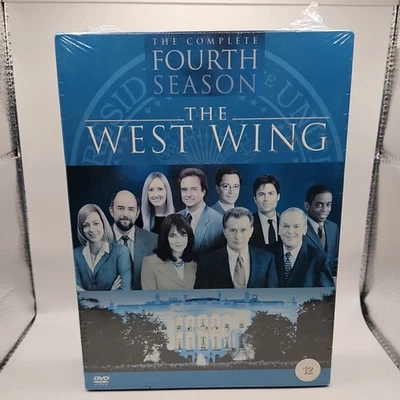 THE COMPLETE
FOURTH
SEASON
THE
WEST WING
DVD
12